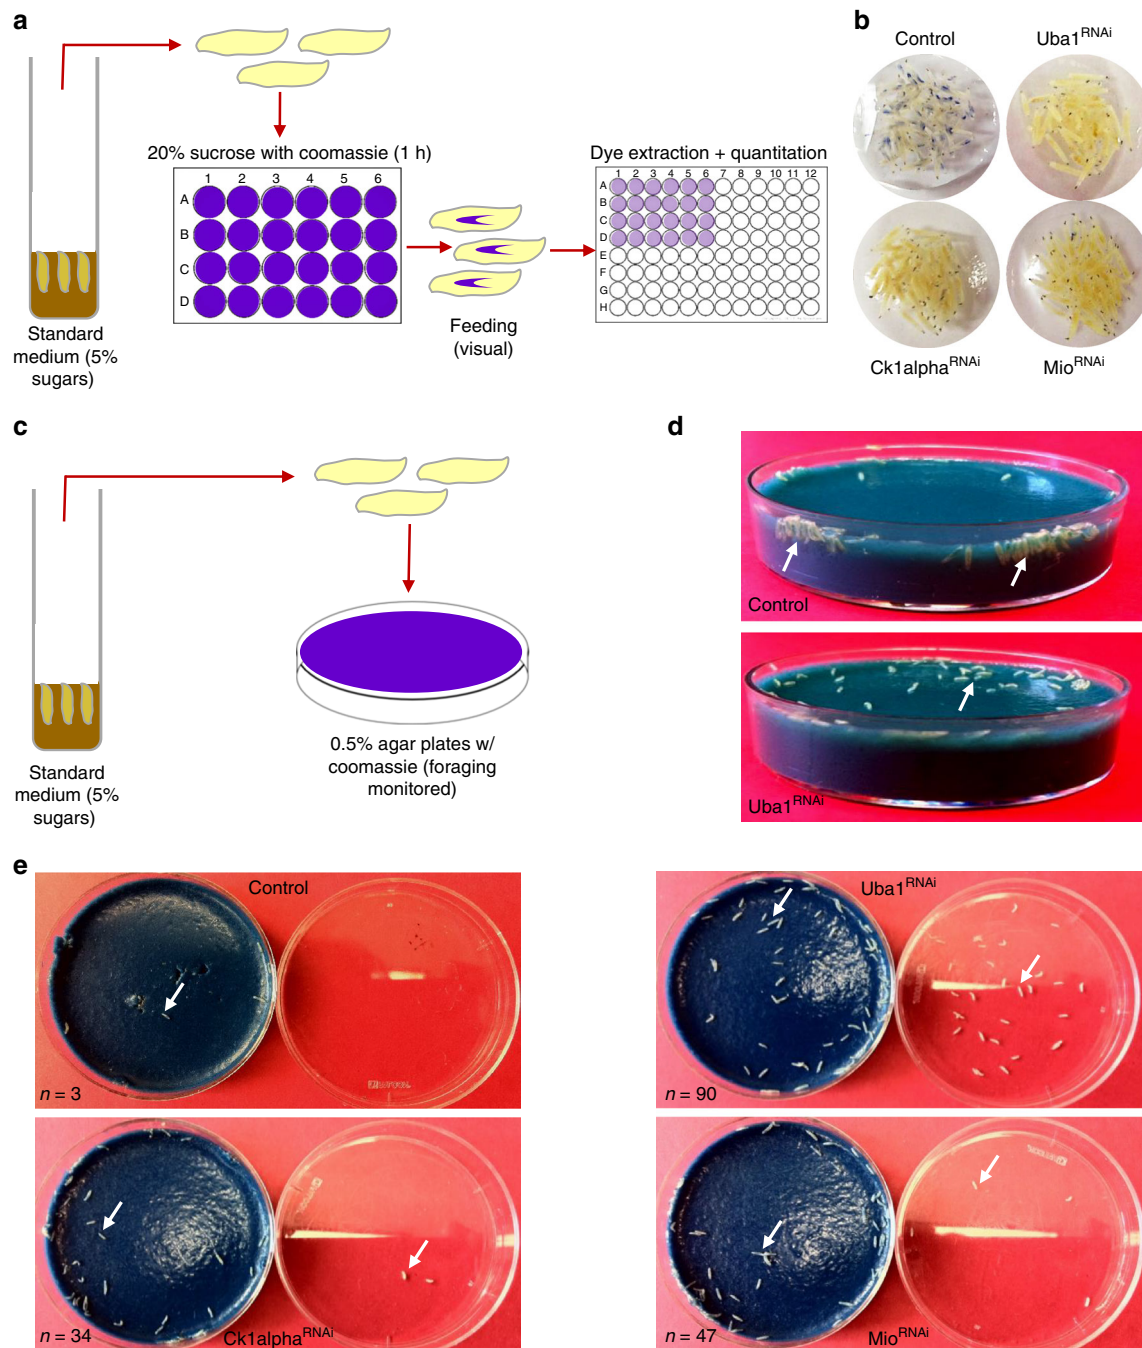 a
20% sucrose with coomassie (1 h)
1 2 3 4 5 6
A
B
C
D
Standard
medium (5%
sugars)
Feeding
(visual)
Dye extraction + quantitation
1 2 3 4 5 6 7 8 9 10 11 12
A
B
C
D
E
F
G
H
b
Control
Uba1RNAi
Ck1alphaRNAi
MioRNAi
c
Standard
medium (5%
sugars)
0.5% agar plates w/
coomassie (foraging
monitored)
d
Control
Uba1RNAi
e
Control
n = 3
Uba1RNAi
n = 90
Ck1alphaRNAi
n = 34
MioRNAi
n = 47